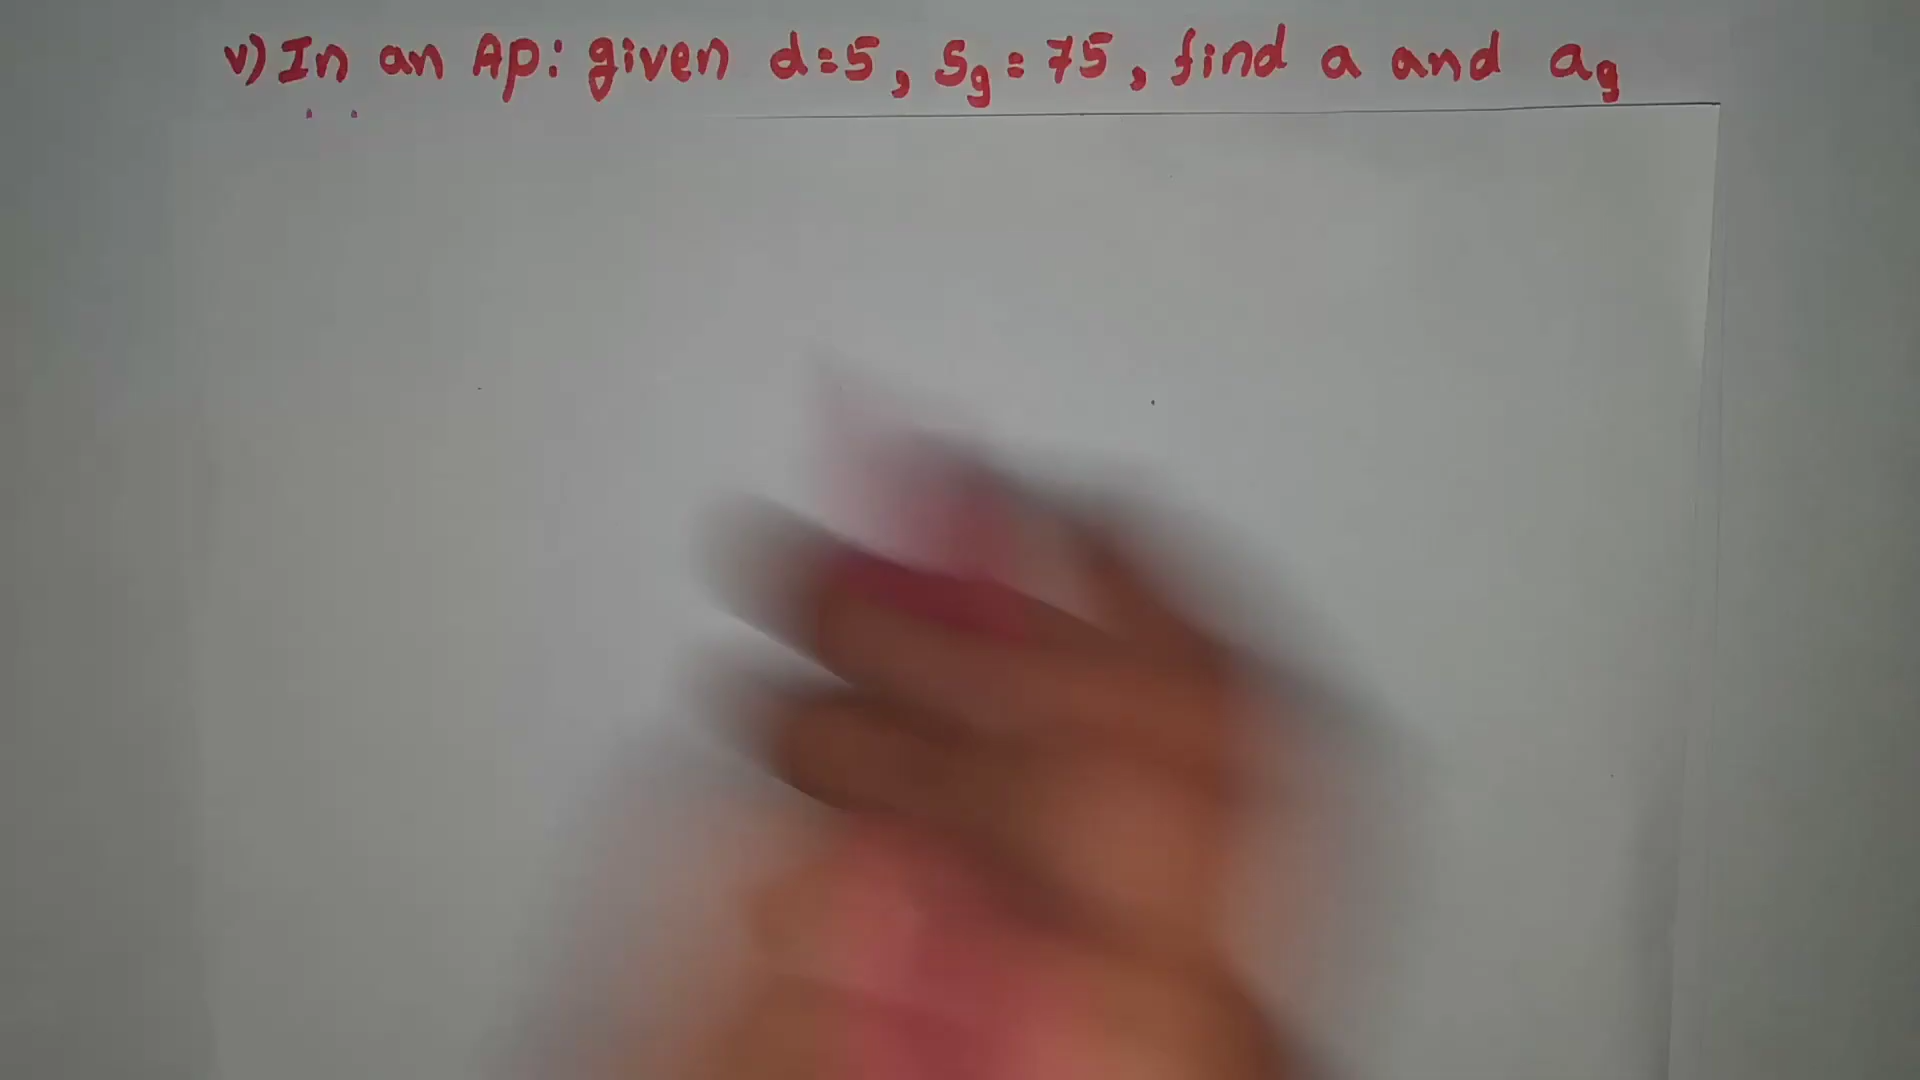 v) In an AP: given d=5, S₉ = 75, find a and a₉